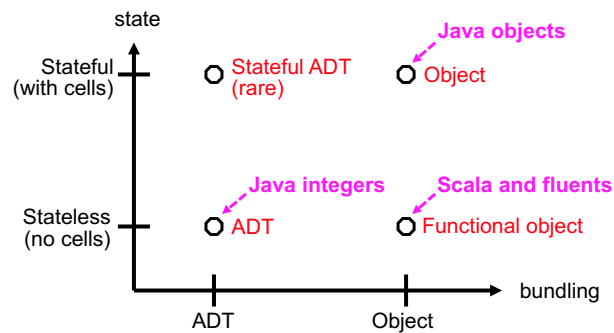 state
Java objects
Stateful
(with cells)
Stateful ADT
(rare)
Object
Java integers
Scala and fluents
Stateless
(no cells)
ADT
Functional object
bundling
ADT
Object